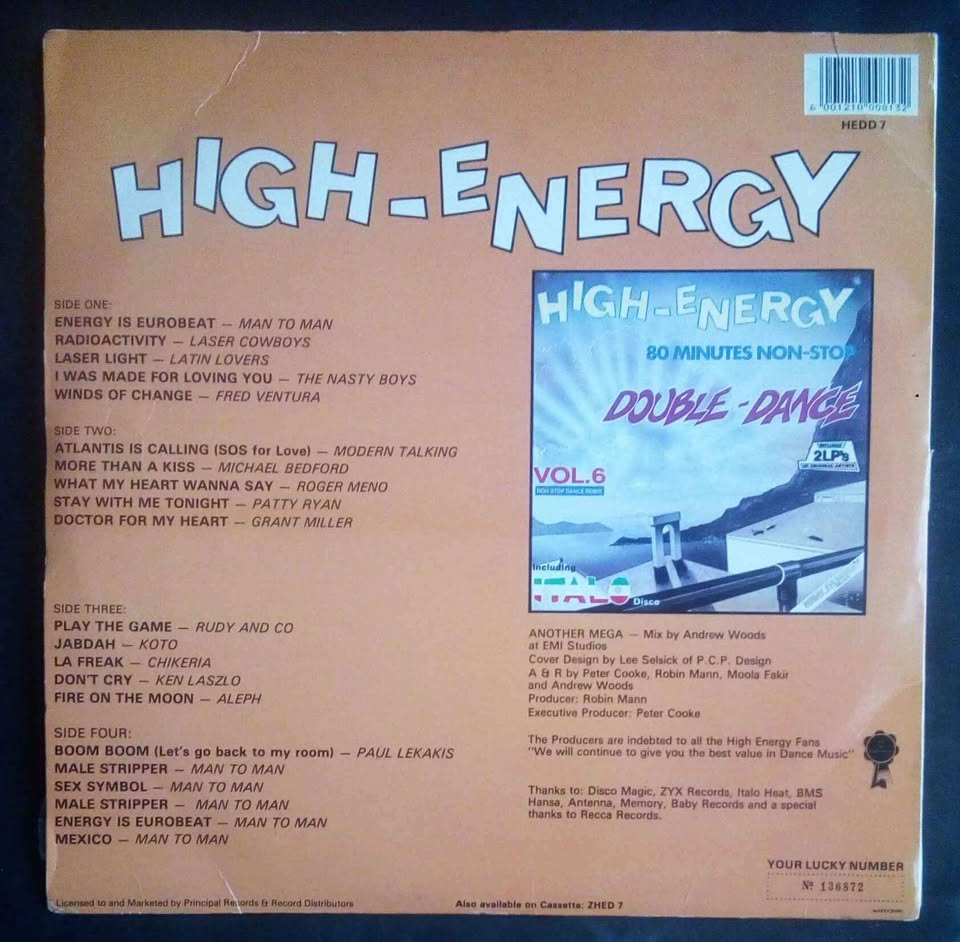 6 001210 008132
HEDD 7
HIGH-ENERGY
SIDE ONE:
ENERGY IS EUROBEAT — MAN TO MAN
RADIOACTIVITY — LASER COWBOYS
LASER LIGHT — LATIN LOVERS
I WAS MADE FOR LOVING YOU — THE NASTY BOYS
WINDS OF CHANGE — FRED VENTURA
SIDE TWO:
ATLANTIS IS CALLING (SOS for Love) — MODERN TALKING
MORE THAN A KISS — MICHAEL BEDFORD
WHAT MY HEART WANNA SAY — ROGER MENO
STAY WITH ME TONIGHT — PATTY RYAN
DOCTOR FOR MY HEART — GRANT MILLER
SIDE THREE:
PLAY THE GAME — RUDY AND CO
JABDAH — KOTO
LA FREAK — CHIKERIA
DON'T CRY — KEN LASZLO
FIRE ON THE MOON — ALEPH
SIDE FOUR:
BOOM BOOM (Let's go back to my room) — PAUL LEKAKIS
MALE STRIPPER — MAN TO MAN
SEX SYMBOL — MAN TO MAN
MALE STRIPPER — MAN TO MAN
ENERGY IS EUROBEAT — MAN TO MAN
MEXICO — MAN TO MAN
HIGH-ENERGY
80 MINUTES NON-STOP
DOUBLE-DANCE
2LP's
VOL.6
NON STOP DANCE REMIX
Including
ITALO Disco
ANOTHER MEGA — Mix by Andrew Woods
at EMI Studios
Cover Design by Lee Selsick of P.C.P. Design
A & R by Peter Cooke, Robin Mann, Moola Fakir
and Andrew Woods
Producer: Robin Mann
Executive Producer: Peter Cooke
The Producers are indebted to all the High Energy Fans
"We will continue to give you the best value in Dance Music"
Thanks to: Disco Magic, ZYX Records, Italo Heat, BMS
Hansa, Antenna, Memory, Baby Records and a special
thanks to Recca Records.
YOUR LUCKY NUMBER
Nº 136872
Licensed to and Marketed by Principal Records & Record Distributors
Also available on Cassette: ZHED 7